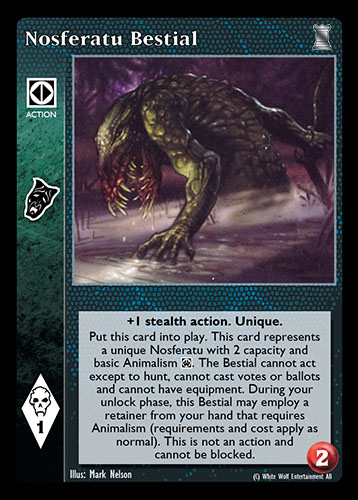 Nosferatu Bestial
ACTION
+1 stealth action. Unique.
Put this card into play. This card represents
a unique Nosferatu with 2 capacity and
basic Animalism. The Bestial cannot act
except to hunt, cannot cast votes or ballots
and cannot have equipment. During your
unlock phase, this Bestial may employ a
retainer from your hand that requires
Animalism (requirements and cost apply as
normal). This is not an action and
cannot be blocked.
1
2
Illus: Mark Nelson
(C) White Wolf Entertainment AB